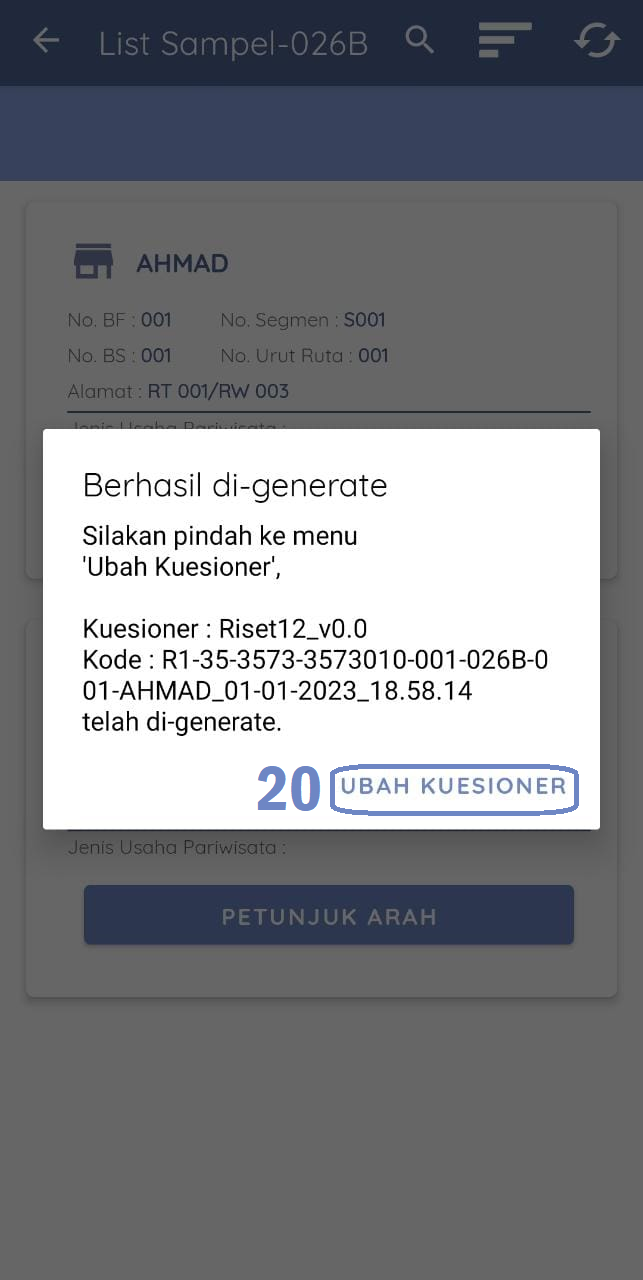 List Sampel-026B
AHMAD
No. BF : 001 No. Segmen : S001
No. BS : 001 No. Urut Ruta : 001
Alamat : RT 001/RW 003
Jenis Usaha Pariwisata :
Berhasil di-generate
Silakan pindah ke menu
'Ubah Kuesioner',
Kuesioner : Riset12_v0.0
Kode : R1-35-3573-3573010-001-026B-0
01-AHMAD_01-01-2023_18.58.14
telah di-generate.
20 UBAH KUESIONER
Jenis Usaha Pariwisata :
PETUNJUK ARAH